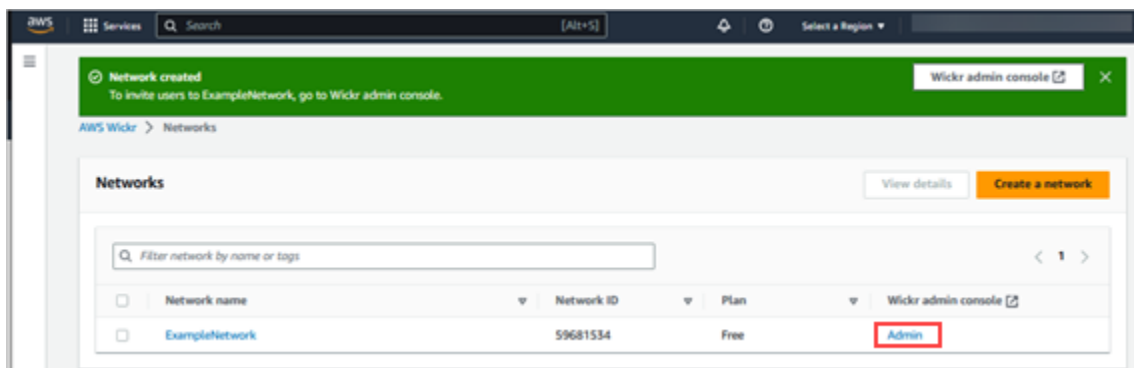 aws Services Search [Alt+S] Select a Region
Network created Wickr admin console
To invite users to ExampleNetwork, go to Wickr admin console.
AWS Wickr > Networks
Networks View details Create a network
Filter network by name or tags < 1 >
Network name Network ID Plan Wickr admin console
ExampleNetwork 59681534 Free Admin